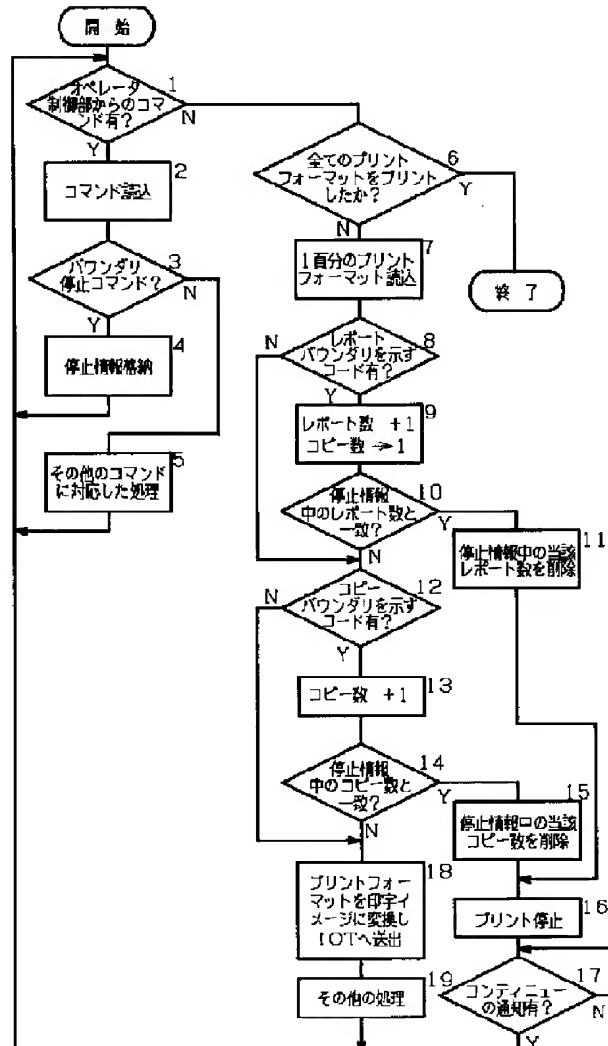 開始
オペレータ
制御部からのコマ
ンド有?
1
N
Y
コマンド読込
2
バウンダリ
停止コマンド?
3
N
Y
停止情報格納
4
その他のコマンド
に対応した処理
5
全てのプリント
フォーマットをプリント
したか?
6
Y
N
終了
1頁分のプリント
フォーマット読込
7
レポート
バウンダリを示す
コード有?
8
N
Y
レポート数 +1
コピー数 → 1
9
停止情報
中のレポート数と
一致?
10
Y
N
停止情報中の当該
レポート数を削除
11
コピー
バウンダリを示す
コード有?
12
N
Y
コピー数 +1
13
停止情報
中のコピー数と
一致?
14
Y
N
停止情報中の当該
コピー数を削除
15
プリント停止
16
コンティニュー
の通知有?
17
N
Y
プリントフォー
マットを印字イ
メージに変換し
IOTへ送出
18
その他の処理
19